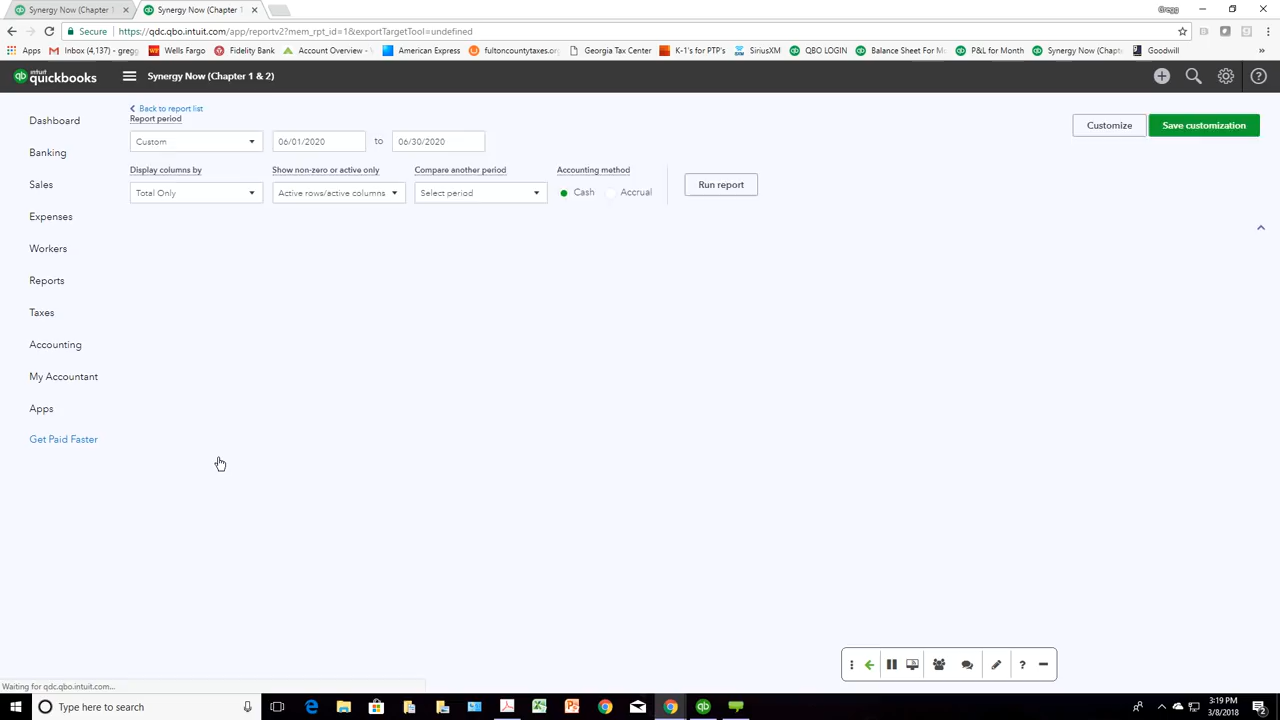 Synergy Now (Chapter 1
Synergy Now (Chapter 1
Gregg
Secure https://qdc.qbo.intuit.com/app/reportv2?mem_rpt_id=1&exportTargetTool=undefined
Apps Inbox (4,137) - gregg Wells Fargo Fidelity Bank Account Overview - American Express fultoncountytaxes.org Georgia Tax Center K-1's for PTP's SiriusXM QBO LOGIN Balance Sheet For M P&L for Month Synergy Now (Chapt Goodwill
intuit
quickbooks
Synergy Now (Chapter 1 & 2)
Dashboard
Banking
Sales
Expenses
Workers
Reports
Taxes
Accounting
My Accountant
Apps
Get Paid Faster
Back to report list
Report period
Custom 06/01/2020 to 06/30/2020
Customize Save customization
Display columns by Show non-zero or active only Compare another period Accounting method
Total Only Active rows/active columns Select period Cash Accrual
Run report
Waiting for qdc.qbo.intuit.com...
Type here to search
3:19 PM
3/8/2018